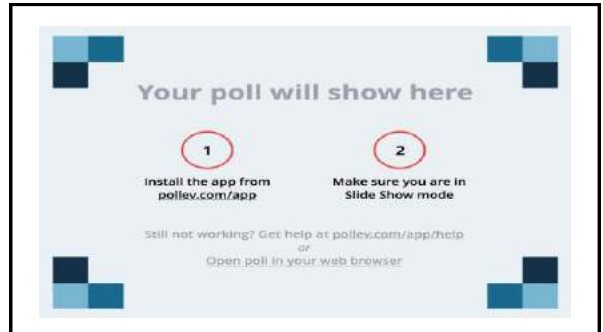 Your poll will show here
1
2
Install the app from
pollev.com/app
Make sure you are in
Slide Show mode
Still not working? Get help at pollev.com/app/help
or
Open poll in your web browser